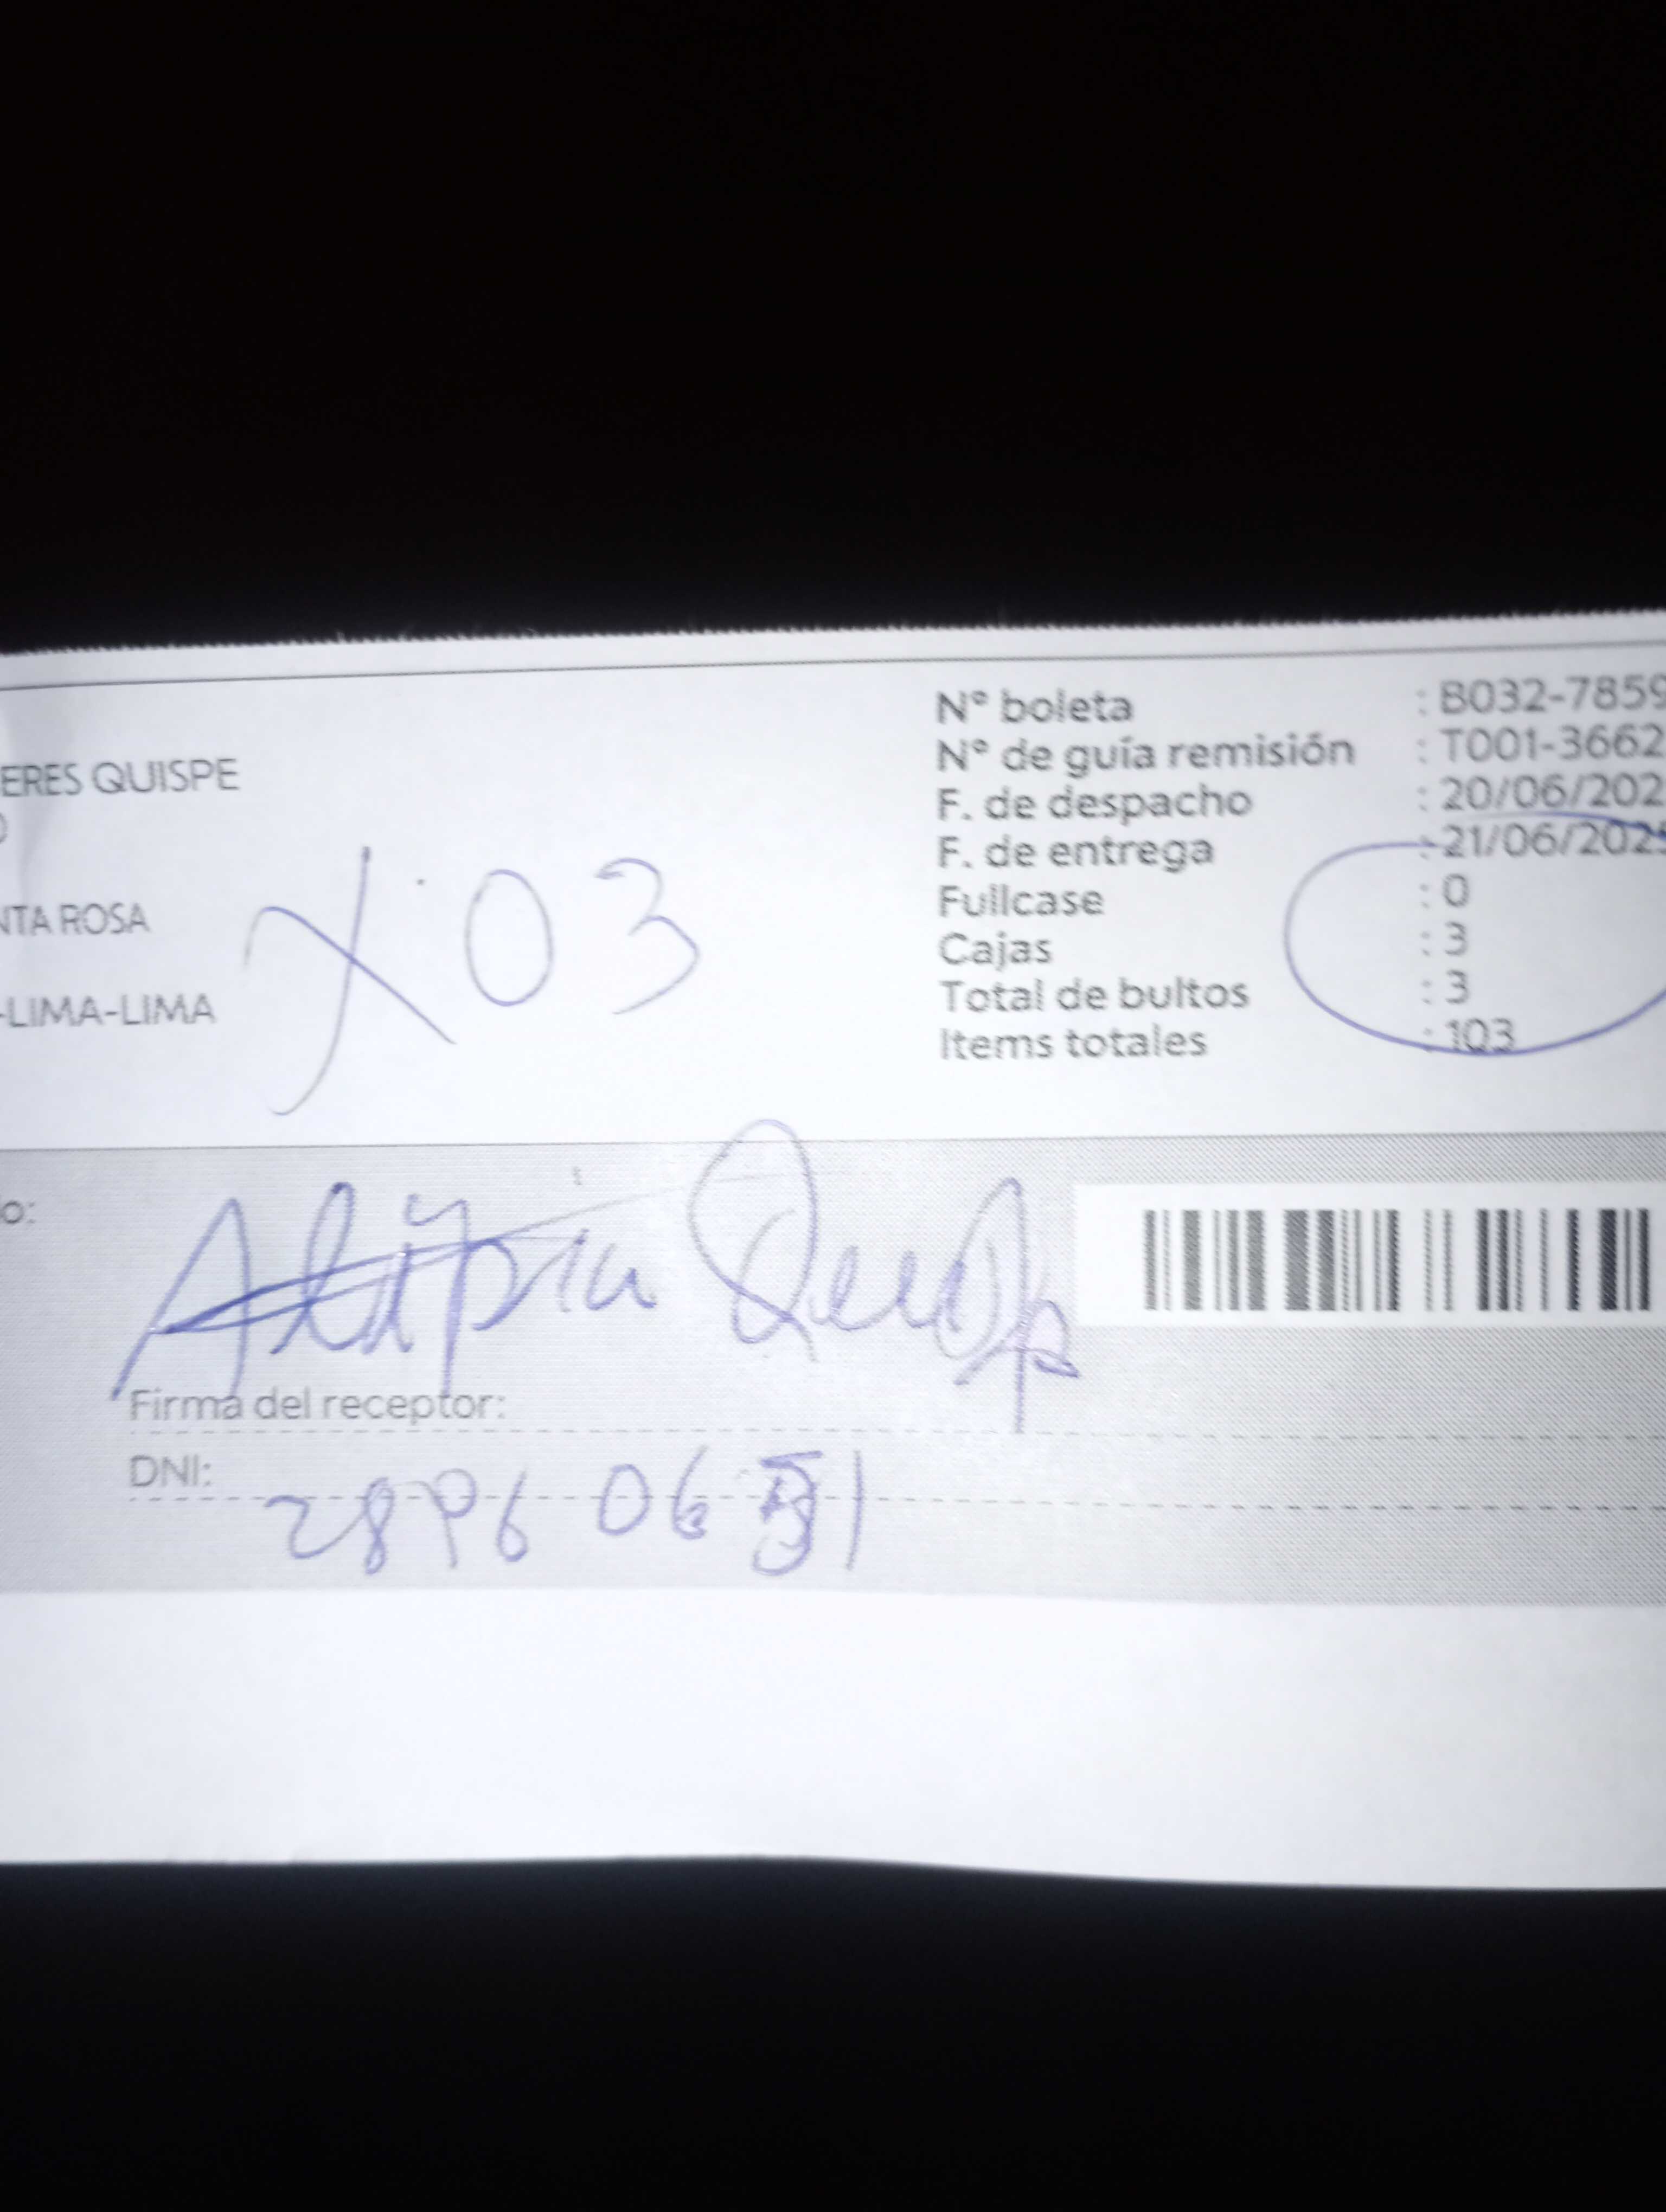 ERES QUISPE
NTA ROSA
-LIMA-LIMA
X 03
N° boleta : B032-7859
N° de guía remisión : T001-3662
F. de despacho : 20/06/202
F. de entrega : 21/06/2025
Fullcase : 0
Cajas : 3
Total de bultos : 3
Items totales : 103
o:
Firma del receptor:
DNI: